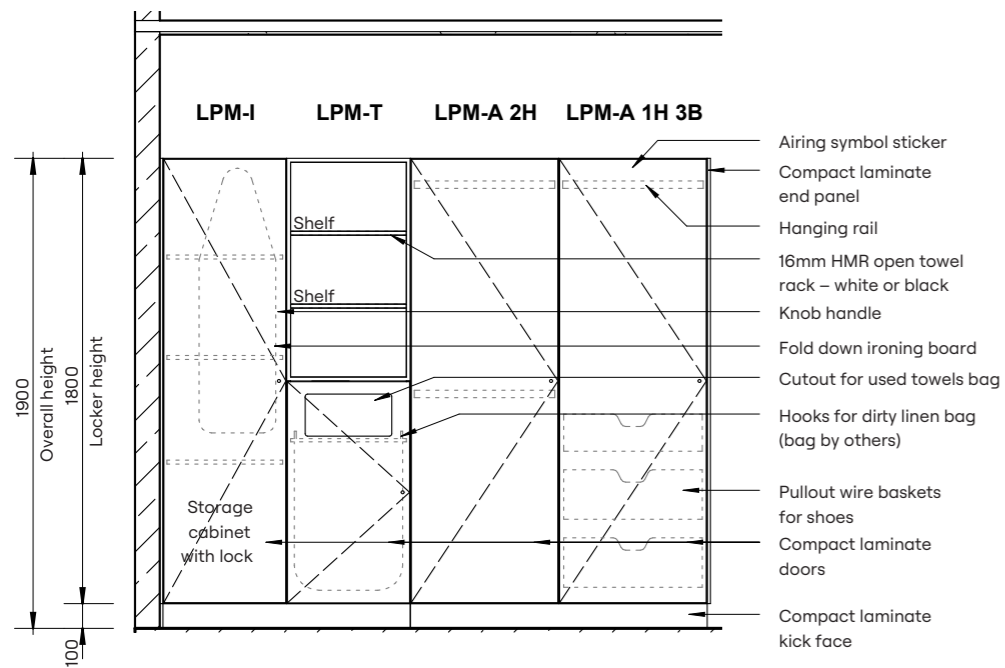 LPM-I
LPM-T
LPM-A 2H
LPM-A 1H 3B
Airing symbol sticker
Compact laminate
end panel
Hanging rail
16mm HMR open towel
rack – white or black
Knob handle
Fold down ironing board
Cutout for used towels bag
Hooks for dirty linen bag
(bag by others)
Pullout wire baskets
for shoes
Compact laminate
doors
Compact laminate
kick face
Shelf
Shelf
Storage
cabinet
with lock
1900
Overall height
1800
Locker height
100